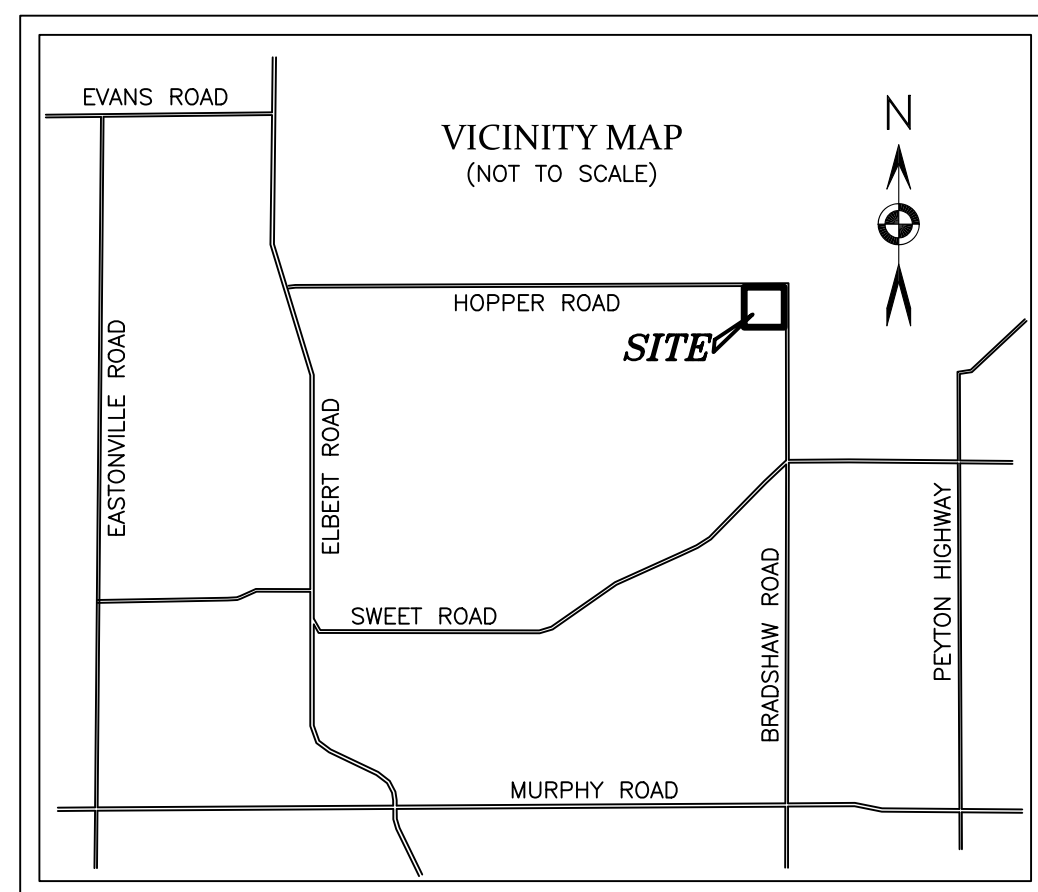 EVANS ROAD
VICINITY MAP
(NOT TO SCALE)
N
HOPPER ROAD
SITE
EASTONVILLE ROAD
ELBERT ROAD
SWEET ROAD
BRADSHAW ROAD
PEYTON HIGHWAY
MURPHY ROAD